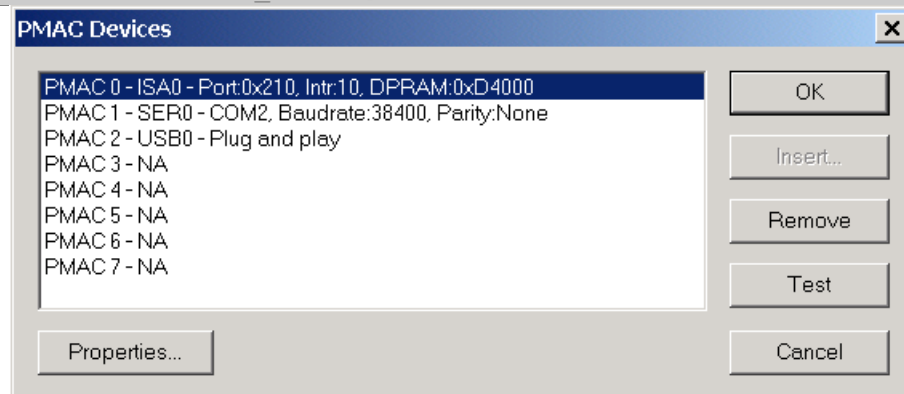 PMAC Devices
PMAC 0 - ISA0 - Port:0x210, Intr:10, DPRAM:0xD4000
PMAC 1 - SER0 - COM2, Baudrate:38400, Parity:None
PMAC 2 - USB0 - Plug and play
PMAC 3 - NA
PMAC 4 - NA
PMAC 5 - NA
PMAC 6 - NA
PMAC 7 - NA
OK
Insert...
Remove
Test
Properties...
Cancel